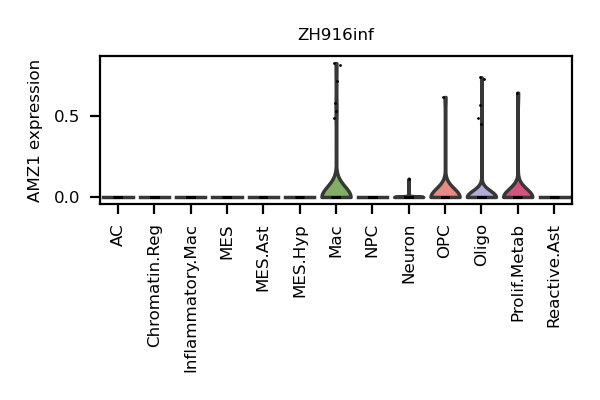 ZH916inf
AMZ1 expression
0.5
0.0
AC
Chromatin.Reg
Inflammatory.Mac
MES
MES.Ast
MES.Hyp
Mac
NPC
Neuron
OPC
Oligo
Prolif.Metab
Reactive.Ast